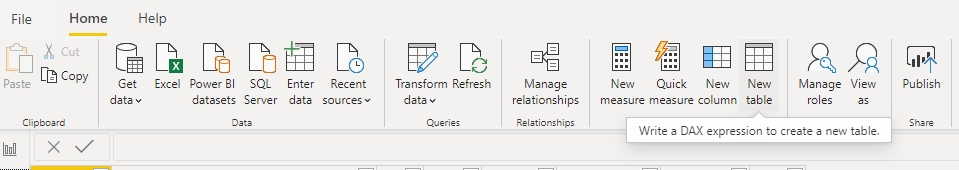 File Home Help
Paste
Cut
Copy
Clipboard
Get
data
Excel
Power BI
datasets
SQL
Server
Enter
data
Recent
sources
Data
Transform
data
Refresh
Queries
Manage
relationships
Relationships
New
measure
Quick
measure
New
column
New
table
Manage
roles
View
as
Publish
Share
Write a DAX expression to create a new table.